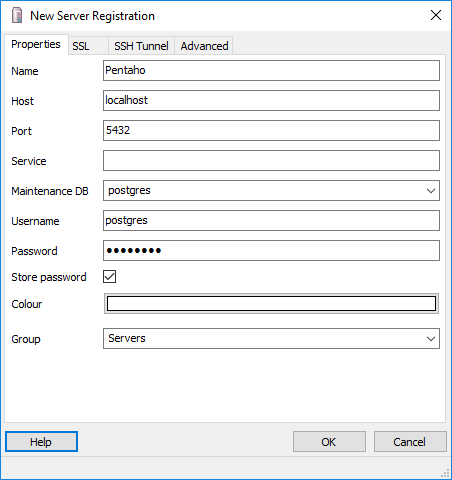 New Server Registration
Properties SSL SSH Tunnel Advanced
Name Pentaho
Host localhost
Port 5432
Service
Maintenance DB postgres
Username postgres
Password ●●●●●●●●
Store password
Colour
Group Servers
Help OK Cancel